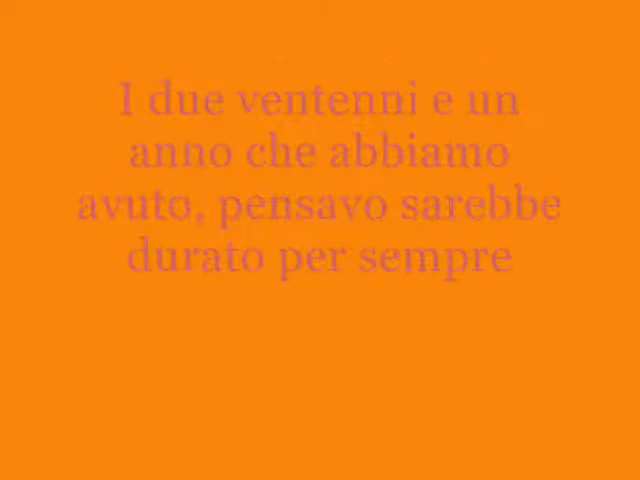 I due ventenni e un
anno che abbiamo
avuto, pensavo sarebbe
durato per sempre